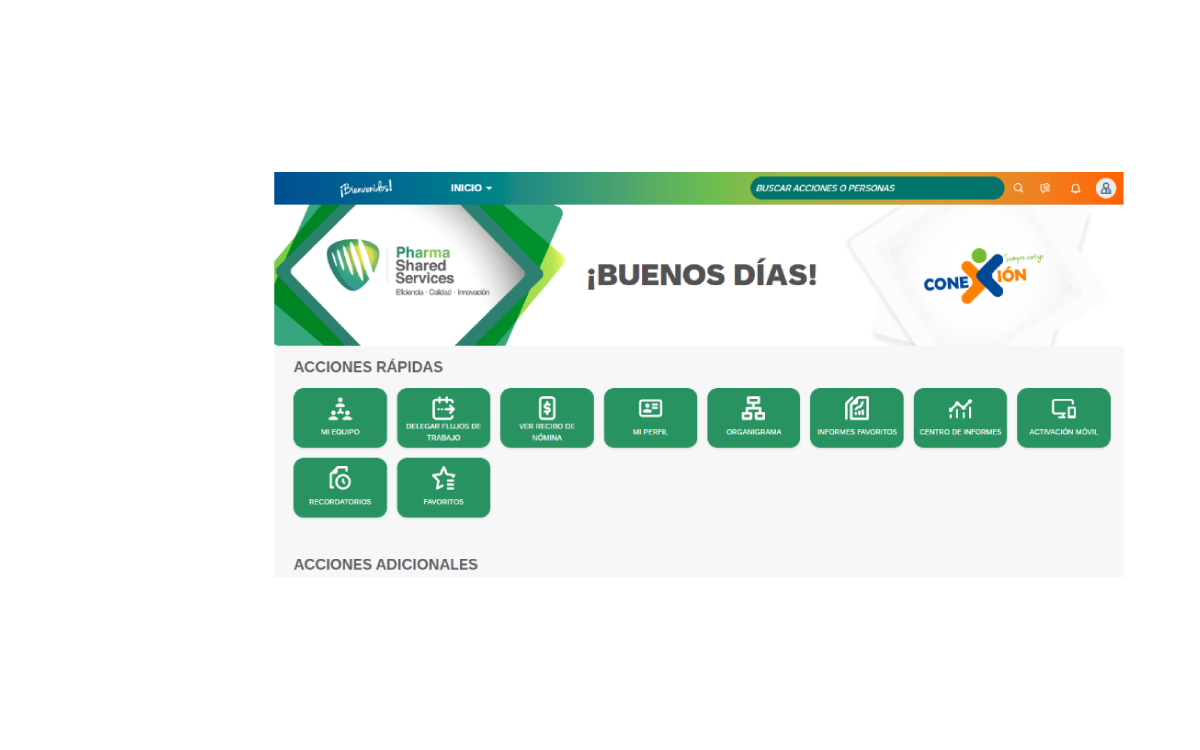 ¡Bienvenidos!
INICIO
BUSCAR ACCIONES O PERSONAS
Pharma
Shared
Services
Eficiencia - Calidad - Innovación
¡BUENOS DÍAS!
Siempre contigo
CONEXIÓN
ACCIONES RÁPIDAS
MI EQUIPO
DELEGAR FLUJOS DE
TRABAJO
VER RECIBO DE
NÓMINA
MI PERFIL
ORGANIGRAMA
INFORMES FAVORITOS
CENTRO DE INFORMES
ACTIVACIÓN MÓVIL
RECORDATORIOS
FAVORITOS
ACCIONES ADICIONALES